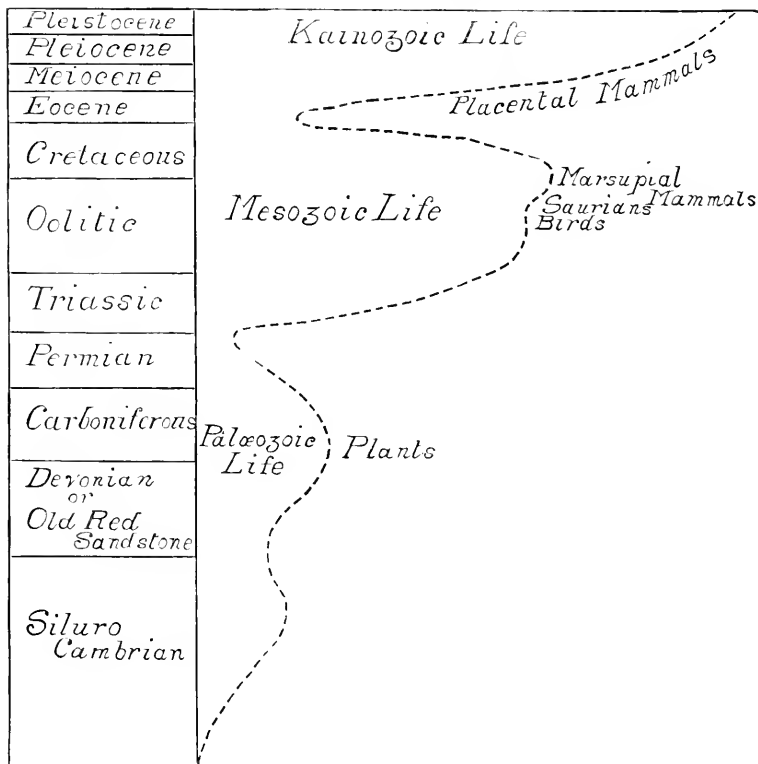 Pleistocene
Pleiocene
Meiocene
Eocene
Cretaceous
Oolitic
Triassic
Permian
Carboniferous
Devonian
or
Old Red
Sandstone
Siluro
Cambrian
Kainozoic Life
Placental Mammals
Mesozoic Life
Marsupial
Saurians Mammals
Birds
Palœozoic
Life
Plants